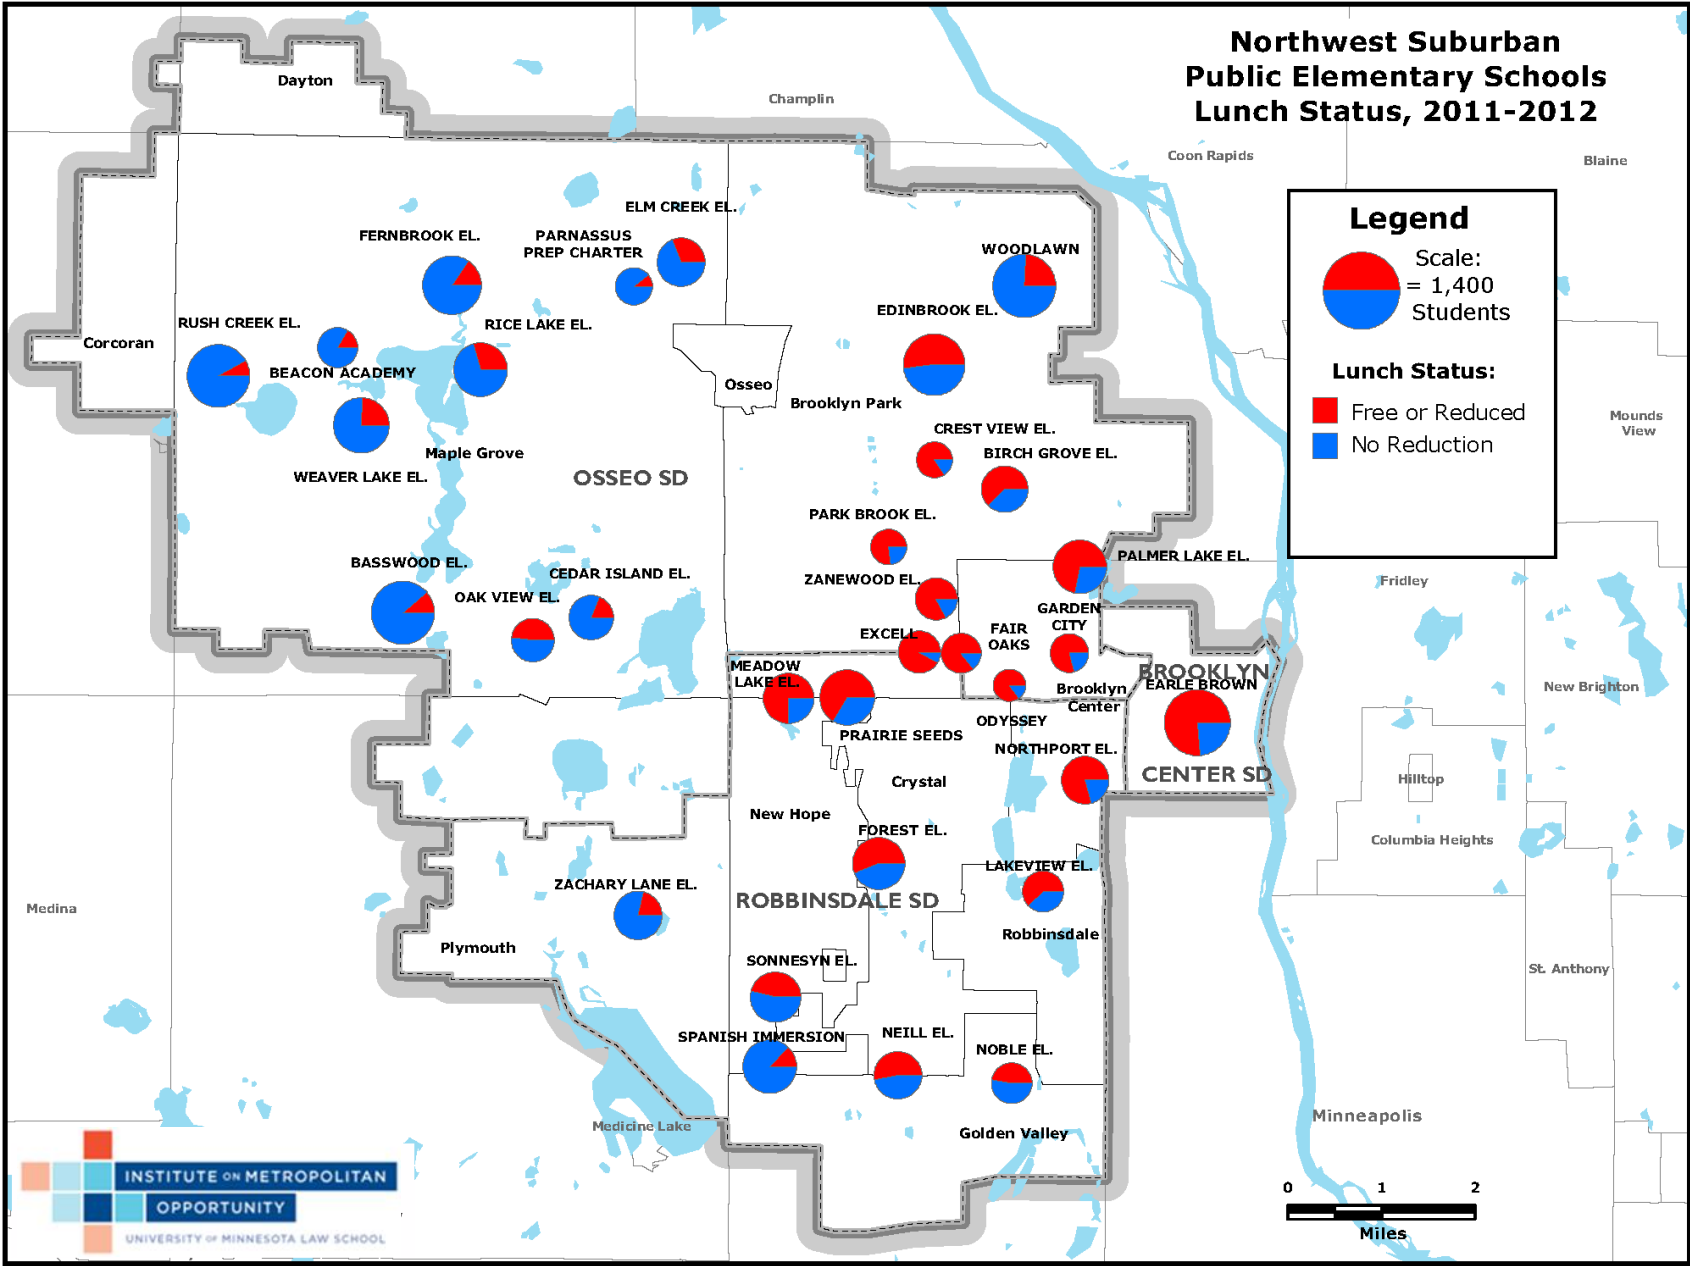 Northwest Suburban
Public Elementary Schools
Lunch Status, 2011-2012
Dayton
Champlin
Coon Rapids
Blaine
Legend
Scale:
= 1,400
Students
Lunch Status:
Free or Reduced
No Reduction
ELM CREEK EL.
FERNBROOK EL.
PARNASSUS
PREP CHARTER
WOODLAWN
EDINBROOK EL.
RUSH CREEK EL.
RICE LAKE EL.
Corcoran
BEACON ACADEMY
Osseo
Brooklyn Park
Mounds
View
CREST VIEW EL.
BIRCH GROVE EL.
Maple Grove
WEAVER LAKE EL.
OSSEO SD
PARK BROOK EL.
PALMER LAKE EL.
BASSWOOD EL.
CEDAR ISLAND EL.
ZANEWOOD EL.
Fridley
OAK VIEW EL.
GARDEN
CITY
EXCELL
FAIR
OAKS
MEADOW
LAKE EL.
BROOKLYN
EARLE BROWN
Brooklyn
Center
New Brighton
ODYSSEY
PRAIRIE SEEDS
NORTHPORT EL.
CENTER SD
Hilltop
Crystal
New Hope
FOREST EL.
Columbia Heights
LAKEVIEW EL.
ZACHARY LANE EL.
ROBBINSDALE SD
Medina
Plymouth
Robbinsdale
SONNESYN EL.
St. Anthony
SPANISH IMMERSION
NEILL EL.
NOBLE EL.
Medicine Lake
Golden Valley
Minneapolis
INSTITUTE ON METROPOLITAN
OPPORTUNITY
UNIVERSITY OF MINNESOTA LAW SCHOOL
0 1 2
Miles